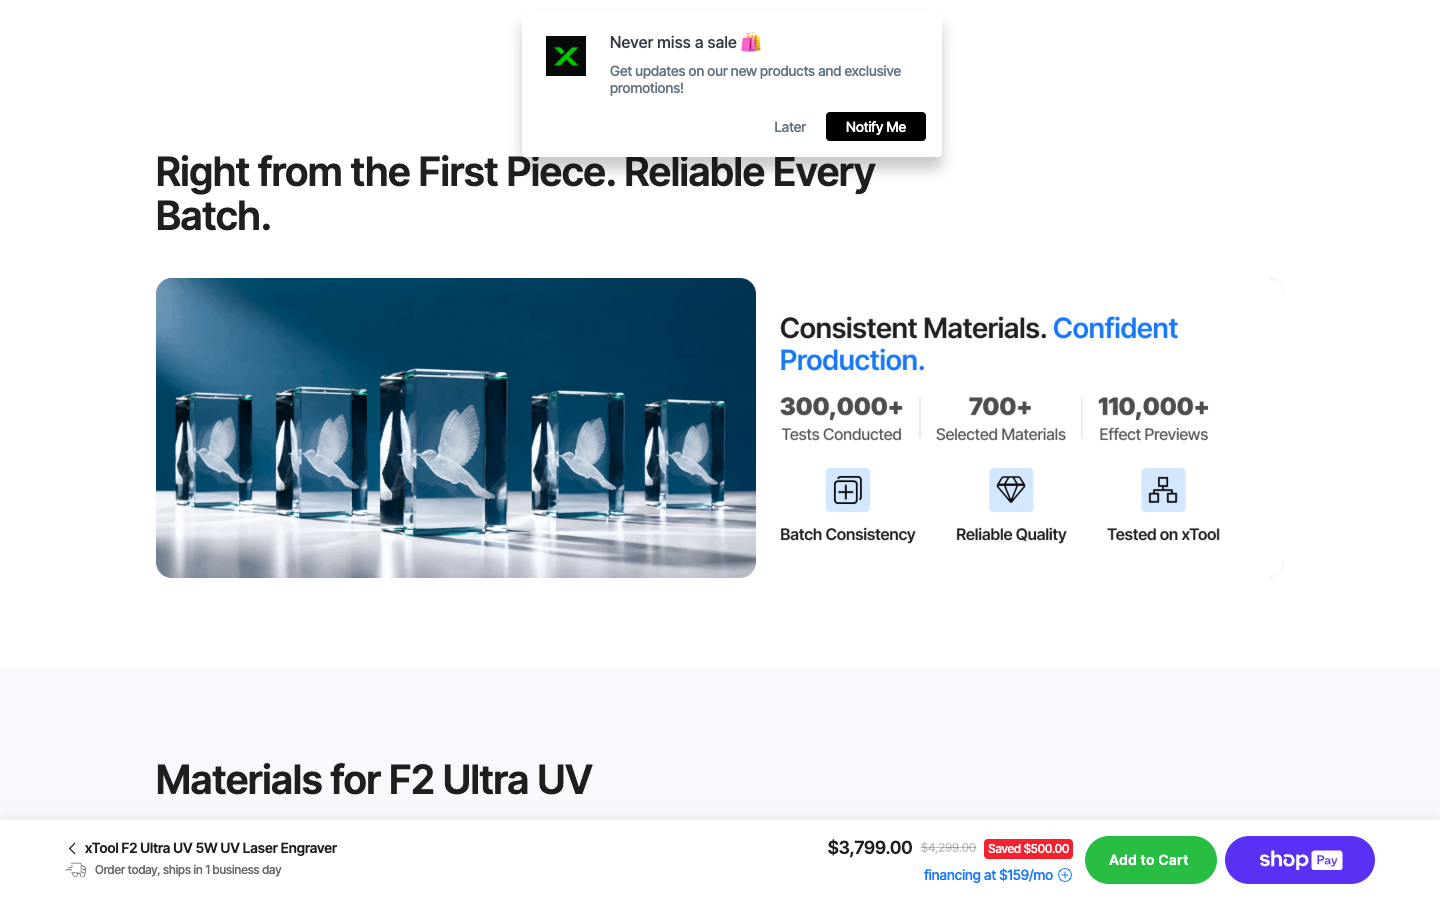 Never miss a sale 🛍️
Get updates on our new products and exclusive
promotions!
Later
Notify Me
Right from the First Piece. Reliable Every
Batch.
Consistent Materials. Confident
Production.
300,000+
Tests Conducted
700+
Selected Materials
110,000+
Effect Previews
Batch Consistency
Reliable Quality
Tested on xTool
Materials for F2 Ultra UV
xTool F2 Ultra UV 5W UV Laser Engraver
Order today, ships in 1 business day
$3,799.00 $4,299.00 Saved $500.00
financing at $159/mo
Add to Cart
shop Pay